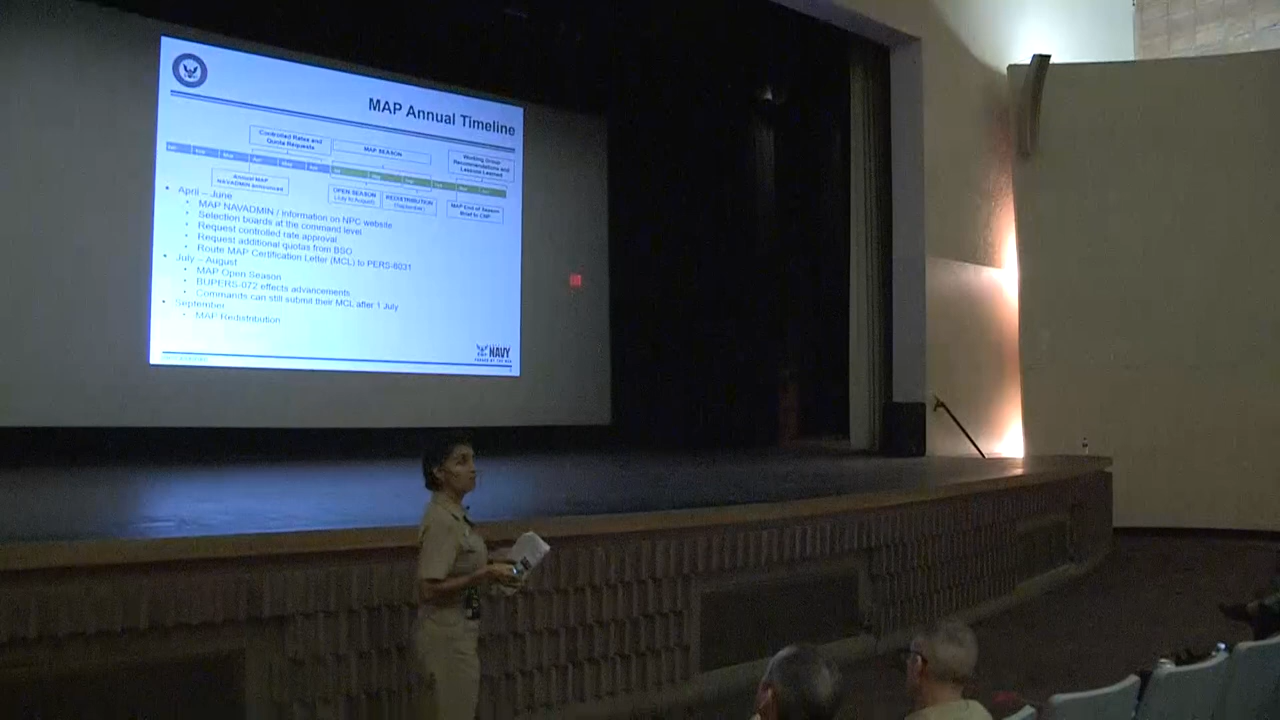 MAP Annual Timeline
Controlled Rates and
Quota Requests
MAP SEASON
Working Group
Recommendations and
Lessons Learned
Annual MAP
NAVADMIN announced
OPEN SEASON
(July to August)
REDISTRIBUTION
(September)
MAP End of Season
Brief to CNP
• April – June
• MAP NAVADMIN / information on NPC website
• Selection boards at the command level
• Request controlled rate approval
• Request additional quotas from BSO
• Route MAP Certification Letter (MCL) to PERS-8031
• July – August
• MAP Open Season
• BUPERS-072 effects advancements
• Commands can still submit their MCL after 1 July
• September
• MAP Redistribution
NAVY